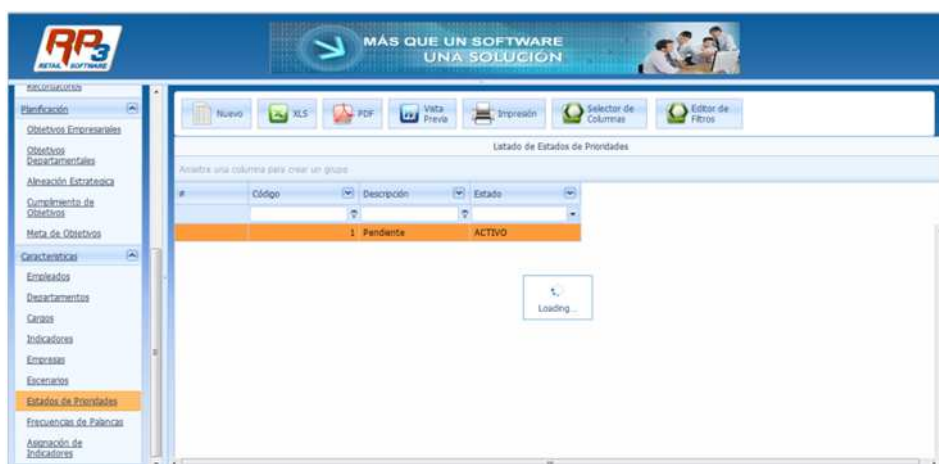 RP3
RETAIL SOFTWARE
MÁS QUE UN SOFTWARE
UNA SOLUCIÓN
Recordatorios
Planificación
Objetivos Empresariales
Objetivos
Departamentales
Alineación Estrategica
Cumplimiento de
Objetivos
Meta de Objetivos
Características
Empleados
Departamentos
Cargos
Indicadores
Empresas
Escenarios
Estados de Prioridades
Frecuencias de Palancas
Asignación de
Indicadores
Nuevo
XLS
PDF
Vista
Previa
Impresión
Selector de
Columnas
Editor de
Filtros
Listado de Estados de Prioridades
Arrastra una columna para crear un grupo
# Código Descripción Estado
1 Pendiente ACTIVO
Loading...